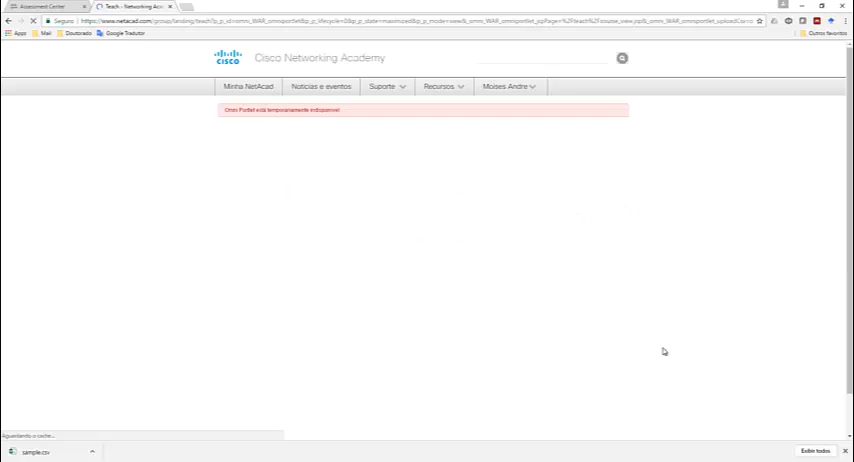 Assessment Center
Teach - Networking Aca
Seguro
https://www.netacad.com/group/landing/teach?p_p_id=omni_WAR_omniportlet&p_p_lifecycle=0&p_p_state=maximized&p_p_mode=view&_omni_WAR_omniportlet_jspPage=%2Fteach%2Fcourse_view.jsp&_omni_WAR_omniportlet_uploadCsv=
Apps
Mail
Doutorado
Google Tradutor
Outros favoritos
CISCO
Cisco Networking Academy
Minha NetAcad
Notícias e eventos
Suporte
Recursos
Moises Andre
Omni Portlet está temporariamente indisponível
Aguardando o cache...
sample.csv
Exibir todos